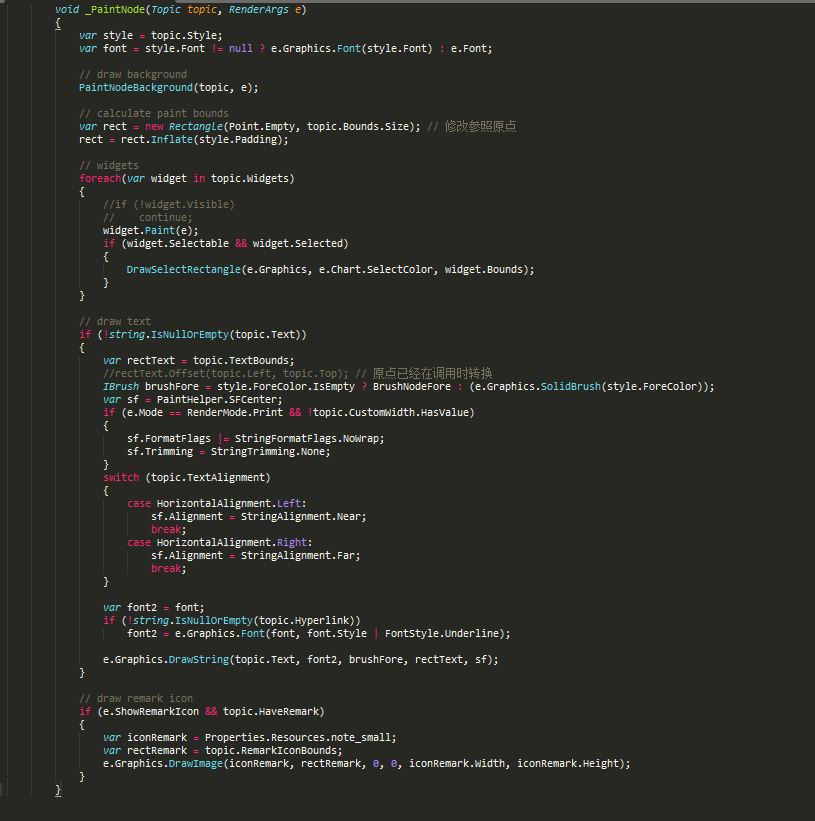 void _PaintNode(Topic topic, RenderArgs e)
{
var style = topic.Style;
var font = style.Font != null ? e.Graphics.Font(style.Font) : e.Font;
// draw background
PaintNodeBackground(topic, e);
// calculate paint bounds
var rect = new Rectangle(Point.Empty, topic.Bounds.Size); // 修改参照原点
rect = rect.Inflate(style.Padding);
// widgets
foreach(var widget in topic.Widgets)
{
//if (!widget.Visible)
//    continue;
widget.Paint(e);
if (widget.Selectable && widget.Selected)
{
DrawSelectRectangle(e.Graphics, e.Chart.SelectColor, widget.Bounds);
}
}
// draw text
if (!string.IsNullOrEmpty(topic.Text))
{
var rectText = topic.TextBounds;
//rectText.Offset(topic.Left, topic.Top); // 原点已经在调用时转换
IBrush brushFore = style.ForeColor.IsEmpty ? BrushNodeFore : (e.Graphics.SolidBrush(style.ForeColor));
var sf = PaintHelper.SFCenter;
if (e.Mode == RenderMode.Print && !topic.CustomWidth.HasValue)
{
sf.FormatFlags |= StringFormatFlags.NoWrap;
sf.Trimming = StringTrimming.None;
}
switch (topic.TextAlignment)
{
case HorizontalAlignment.Left:
sf.Alignment = StringAlignment.Near;
break;
case HorizontalAlignment.Right:
sf.Alignment = StringAlignment.Far;
break;
}
var font2 = font;
if (!string.IsNullOrEmpty(topic.Hyperlink))
font2 = e.Graphics.Font(font, font.Style | FontStyle.Underline);
e.Graphics.DrawString(topic.Text, font2, brushFore, rectText, sf);
}
// draw remark icon
if (e.ShowRemarkIcon && topic.HaveRemark)
{
var iconRemark = Properties.Resources.note_small;
var rectRemark = topic.RemarkIconBounds;
e.Graphics.DrawImage(iconRemark, rectRemark, 0, 0, iconRemark.Width, iconRemark.Height);
}
}